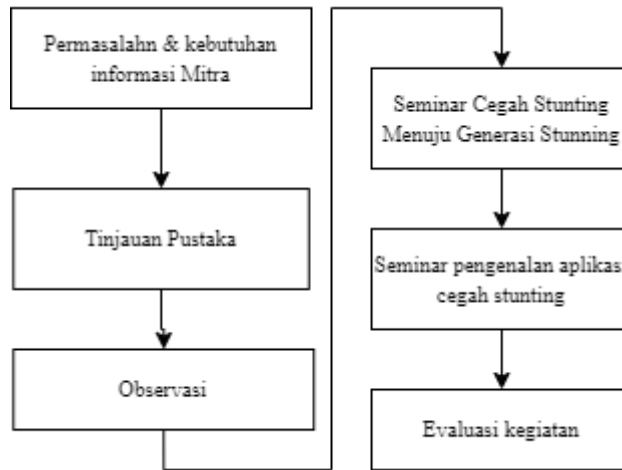 Permasalahn & kebutuhan
informasi Mitra
Tinjauan Pustaka
Observasi
Seminar Cegah Stunting
Menuju Generasi Stunning
Seminar pengenalan aplikasi
cegah stunting
Evaluasi kegiatan